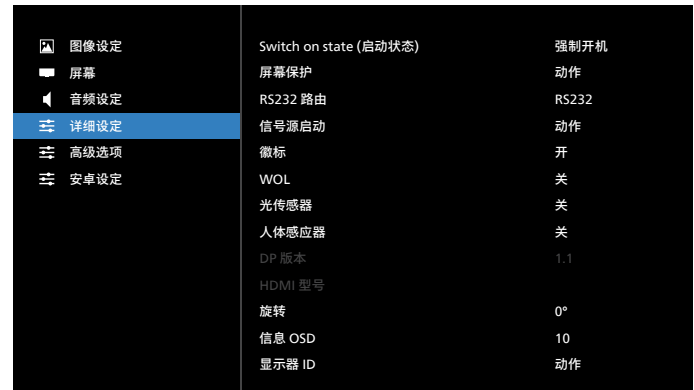 图像设定
屏幕
音频设定
详细设定
高级选项
安卓设定
Switch on state (启动状态) 强制开机
屏幕保护 动作
RS232 路由 RS232
信号源启动 动作
徽标 开
WOL 关
光传感器 关
人体感应器 关
DP 版本 1.1
HDMI 型号
旋转 0°
信息 OSD 10
显示器 ID 动作